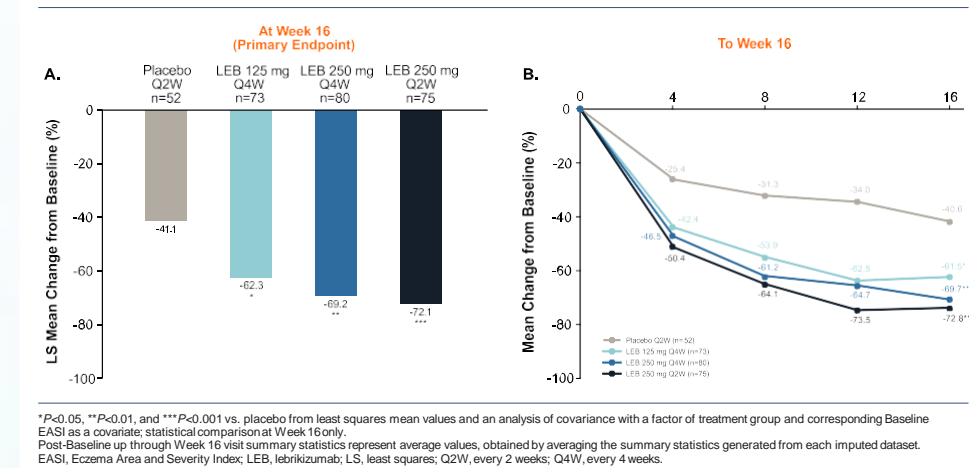 At Week 16
(Primary Endpoint)
To Week 16
A.
Placebo
Q2W
n=52
LEB 125 mg
Q4W
n=73
LEB 250 mg
Q4W
n=80
LEB 250 mg
Q2W
n=75
LS Mean Change from Baseline (%)
0
-20
-40
-60
-80
-100
-41.1
-62.3
*
-69.2
**
-72.1
***
B.
Mean Change from Baseline (%)
0 4 8 12 16
0
-20
-40
-60
-80
-100
-25.4
-31.3
-34.0
-40.6
-42.4
-53.9
-62.5
-61.5*
-46.5
-61.2
-64.7
-69.7**
-50.4
-64.1
-73.5
-72.8**
Placebo Q2W (n=52)
LEB 125 mg Q4W (n=73)
LEB 250 mg Q4W (n=80)
LEB 250 mg Q2W (n=75)
*P<0.05, **P<0.01, and ***P<0.001 vs. placebo from least squares mean values and an analysis of covariance with a factor of treatment group and corresponding Baseline
EASI as a covariate; statistical comparison at Week 16 only.
Post-Baseline up through Week 16 visit summary statistics represent average values, obtained by averaging the summary statistics generated from each imputed dataset.
EASI, Eczema Area and Severity Index; LEB, lebrikizumab; LS, least squares; Q2W, every 2 weeks; Q4W, every 4 weeks.